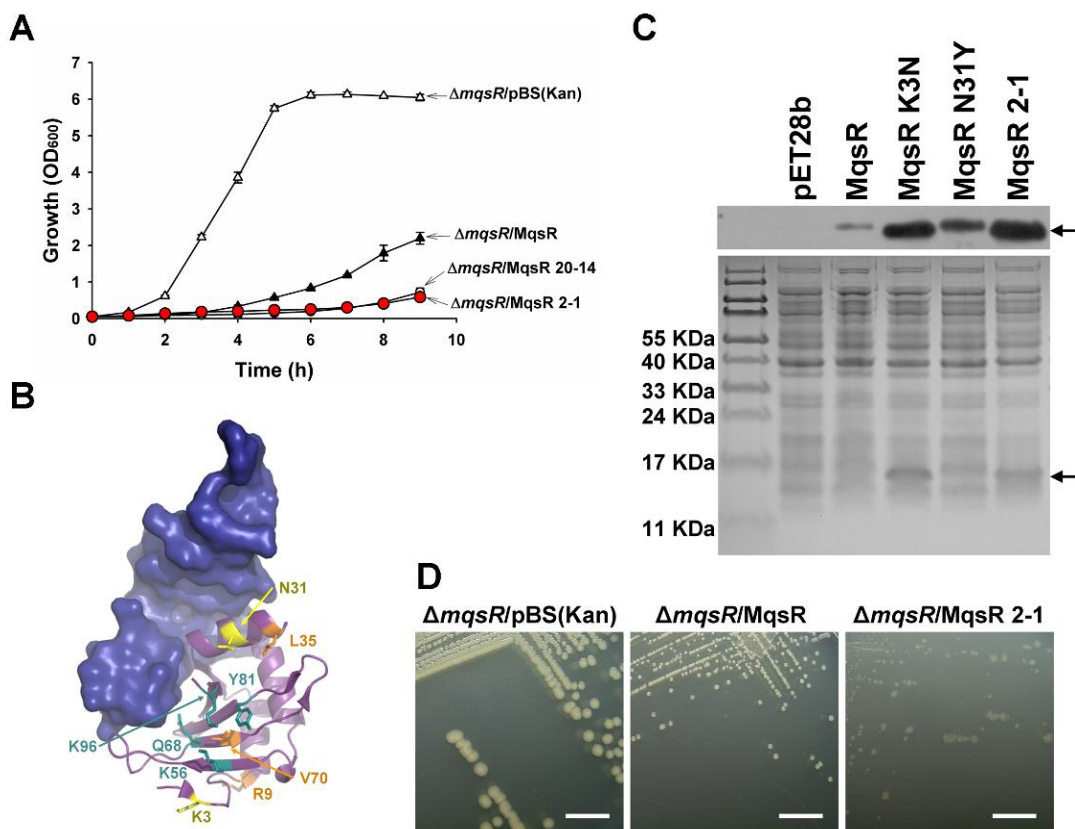 A
Growth (OD600)
7
6
5
4
3
2
1
0
0 2 4 6 8 10
Time (h)
ΔmqsR/pBS(Kan)
ΔmqsR/MqsR
ΔmqsR/MqsR 20-14
ΔmqsR/MqsR 2-1
B
N31
L35
Y81
K96
Q68
K56
V70
R9
K3
C
pET28b
MqsR
MqsR K3N
MqsR N31Y
MqsR 2-1
55 KDa
40 KDa
33 KDa
24 KDa
17 KDa
11 KDa
D
ΔmqsR/pBS(Kan) ΔmqsR/MqsR ΔmqsR/MqsR 2-1